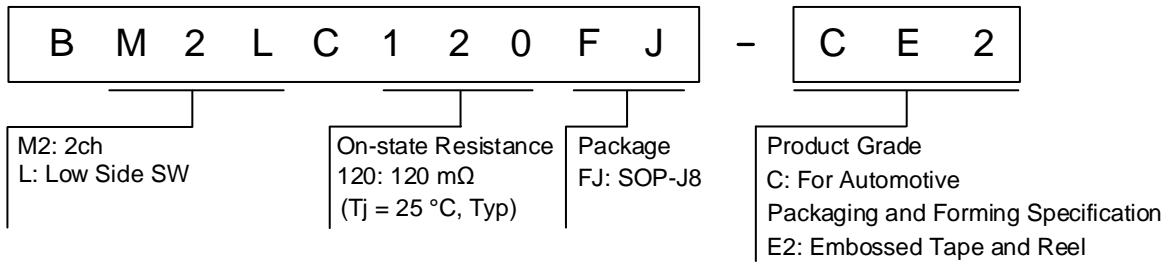 B M 2 L C 1 2 0 F J – C E 2
M2: 2ch
L: Low Side SW
On-state Resistance
120: 120 mΩ
(Tj = 25 °C, Typ)
Package
FJ: SOP-J8
Product Grade
C: For Automotive
Packaging and Forming Specification
E2: Embossed Tape and Reel